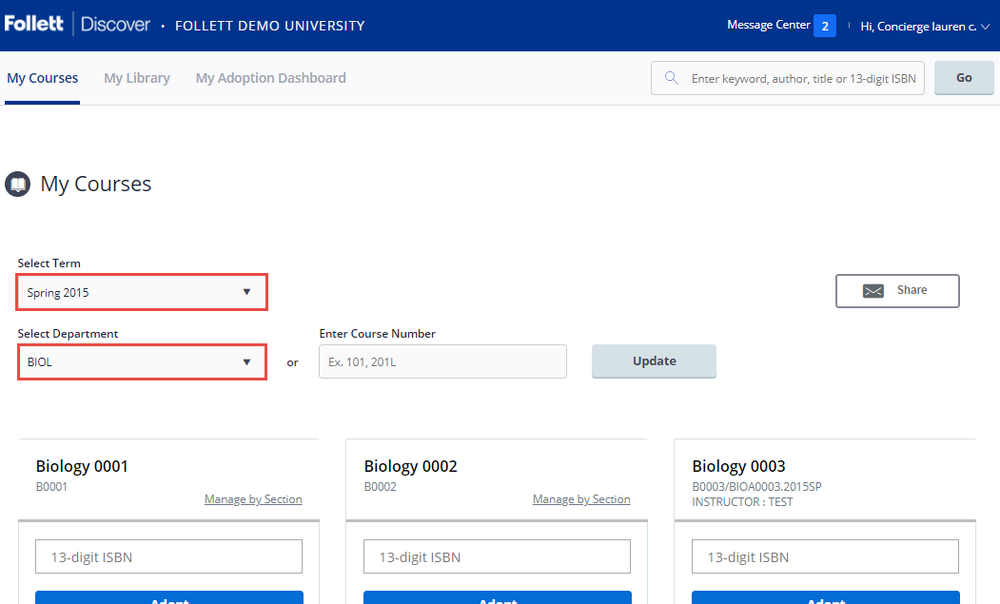 Follett Discover · FOLLETT DEMO UNIVERSITY Message Center 2 Hi, Concierge lauren c.
My Courses My Library My Adoption Dashboard Enter keyword, author, title or 13-digit ISBN Go
My Courses
Select Term
Spring 2015
Share
Select Department Enter Course Number
BIOL or Ex. 101, 201L Update
Biology 0001 Biology 0002 Biology 0003
B0001 B0002 B0003/BIOA0003.2015SP
Manage by Section Manage by Section INSTRUCTOR : TEST
13-digit ISBN 13-digit ISBN 13-digit ISBN
Adopt Adopt Adopt